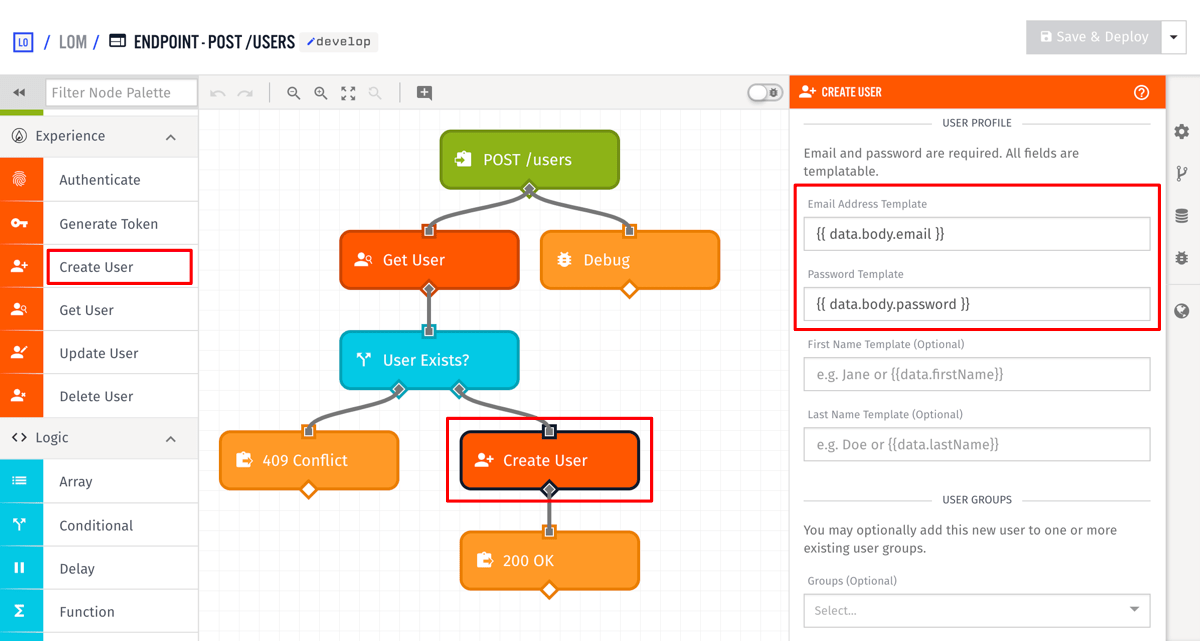 LO / LOM / ENDPOINT - POST /USERS develop
Save & Deploy
Filter Node Palette
Experience
Authenticate
Generate Token
Create User
Get User
Update User
Delete User
Logic
Array
Conditional
Delay
Function
POST /users
Get User
Debug
User Exists?
409 Conflict
Create User
200 OK
CREATE USER
USER PROFILE
Email and password are required. All fields are
templatable.
Email Address Template
{{ data.body.email }}
Password Template
{{ data.body.password }}
First Name Template (Optional)
e.g. Jane or {{data.firstName}}
Last Name Template (Optional)
e.g. Doe or {{data.lastName}}
USER GROUPS
You may optionally add this new user to one or more
existing user groups.
Groups (Optional)
Select...